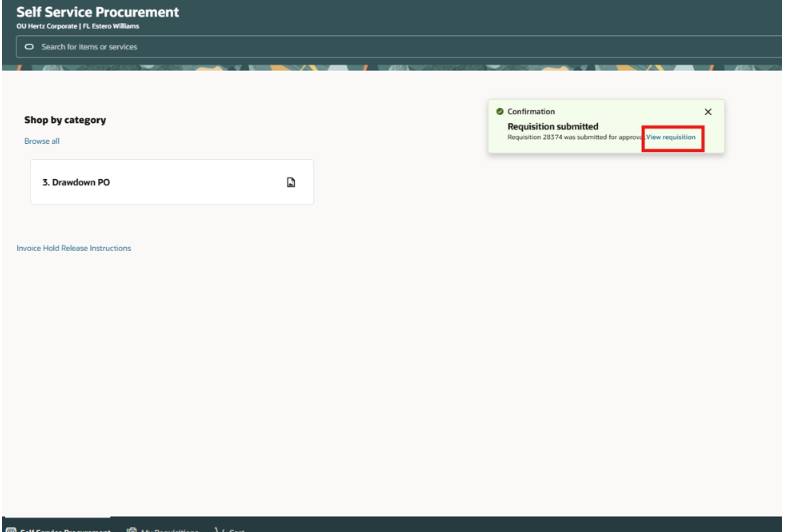 Self Service Procurement
OU Hertz Corporate | FL Estero Williams
Search for items or services
Shop by category
Browse all
3. Drawdown PO
Invoice Hold Release Instructions
Confirmation
Requisition submitted
Requisition 28374 was submitted for approval. View requisition
Self Service Procurement
My Requisitions
Cart